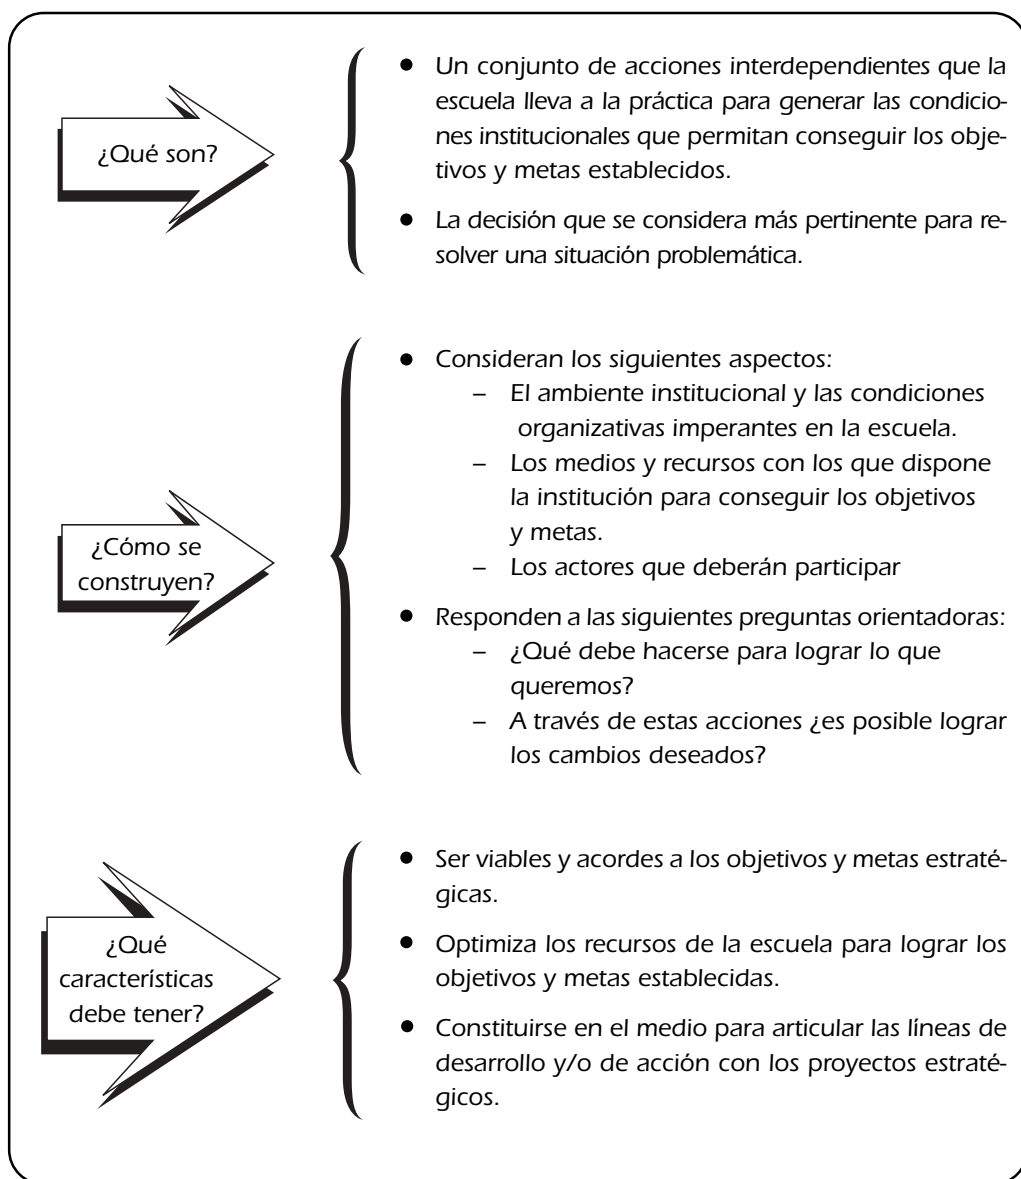 ¿Qué son?
● Un conjunto de acciones interdependientes que la
escuela lleva a la práctica para generar las condicio-
nes institucionales que permitan conseguir los obje-
tivos y metas establecidos.
● La decisión que se considera más pertinente para re-
solver una situación problemática.
¿Cómo se
construyen?
● Consideran los siguientes aspectos:
– El ambiente institucional y las condiciones
organizativas imperantes en la escuela.
– Los medios y recursos con los que dispone
la institución para conseguir los objetivos
y metas.
– Los actores que deberán participar
● Responden a las siguientes preguntas orientadoras:
– ¿Qué debe hacerse para lograr lo que
queremos?
– A través de estas acciones ¿es posible lograr
los cambios deseados?
¿Qué
características
debe tener?
● Ser viables y acordes a los objetivos y metas estraté-
gicas.
● Optimiza los recursos de la escuela para lograr los
objetivos y metas establecidas.
● Constituirse en el medio para articular las líneas de
desarrollo y/o de acción con los proyectos estraté-
gicos.